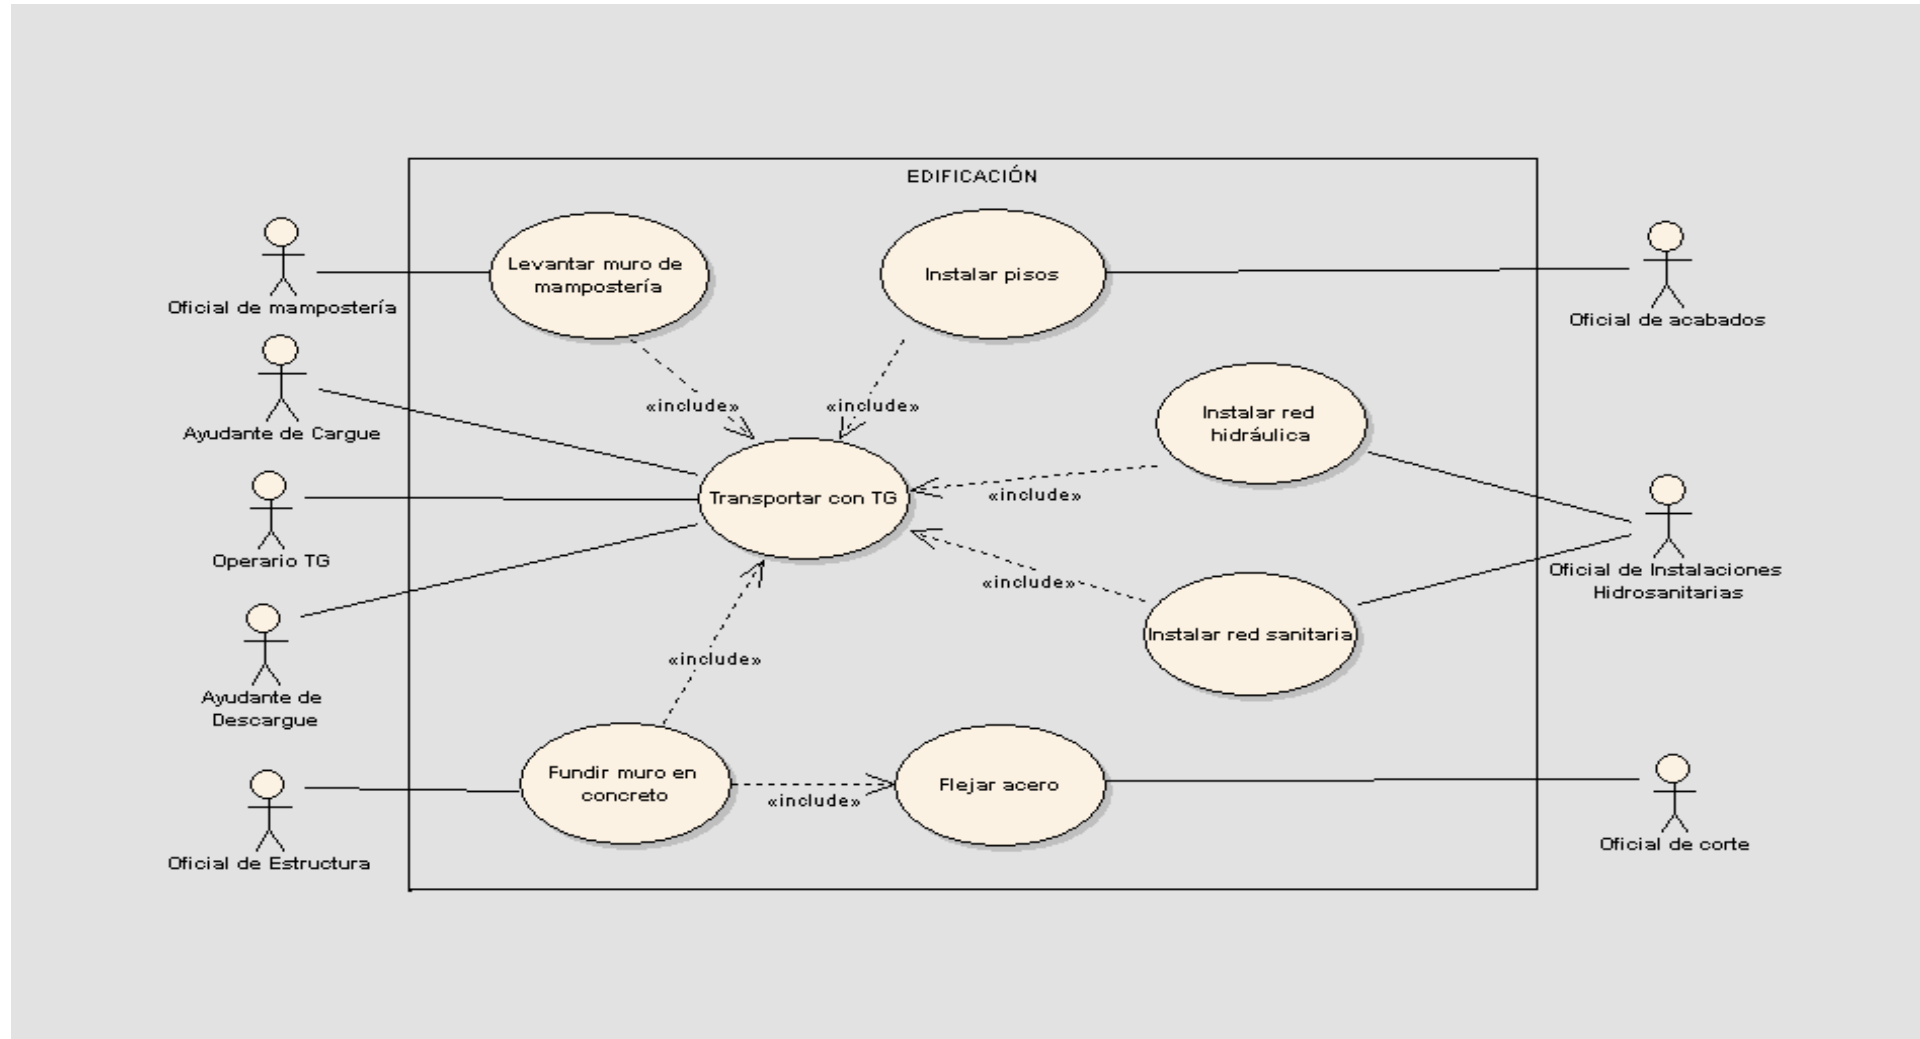 EDIFICACIÓN
Oficial de mampostería
Levantar muro de
mampostería
Instalar pisos
Oficial de acabados
Ayudante de Cargue
«include»
«include»
Instalar red
hidráulica
Operario TG
Transportar con TG
«include»
Oficial de Instalaciones
Hidrosanitarias
«include»
Instalar red sanitaria
Ayudante de
Descargue
«include»
Oficial de Estructura
Fundir muro en
concreto
«include»
Flejar acero
Oficial de corte